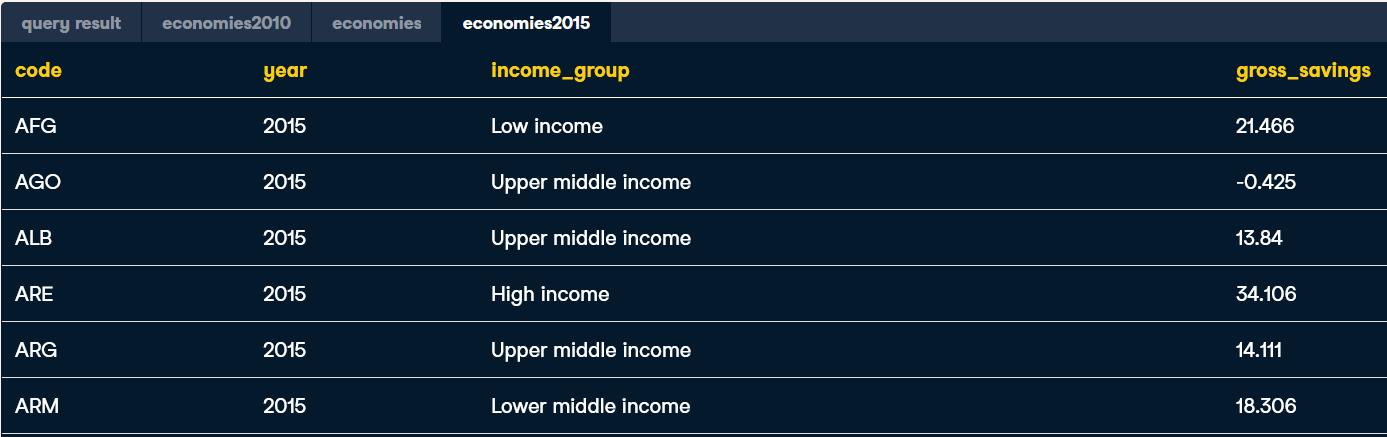 query result economies2010 economies economies2015
code year income_group gross_savings
AFG 2015 Low income 21.466
AGO 2015 Upper middle income -0.425
ALB 2015 Upper middle income 13.84
ARE 2015 High income 34.106
ARG 2015 Upper middle income 14.111
ARM 2015 Lower middle income 18.306